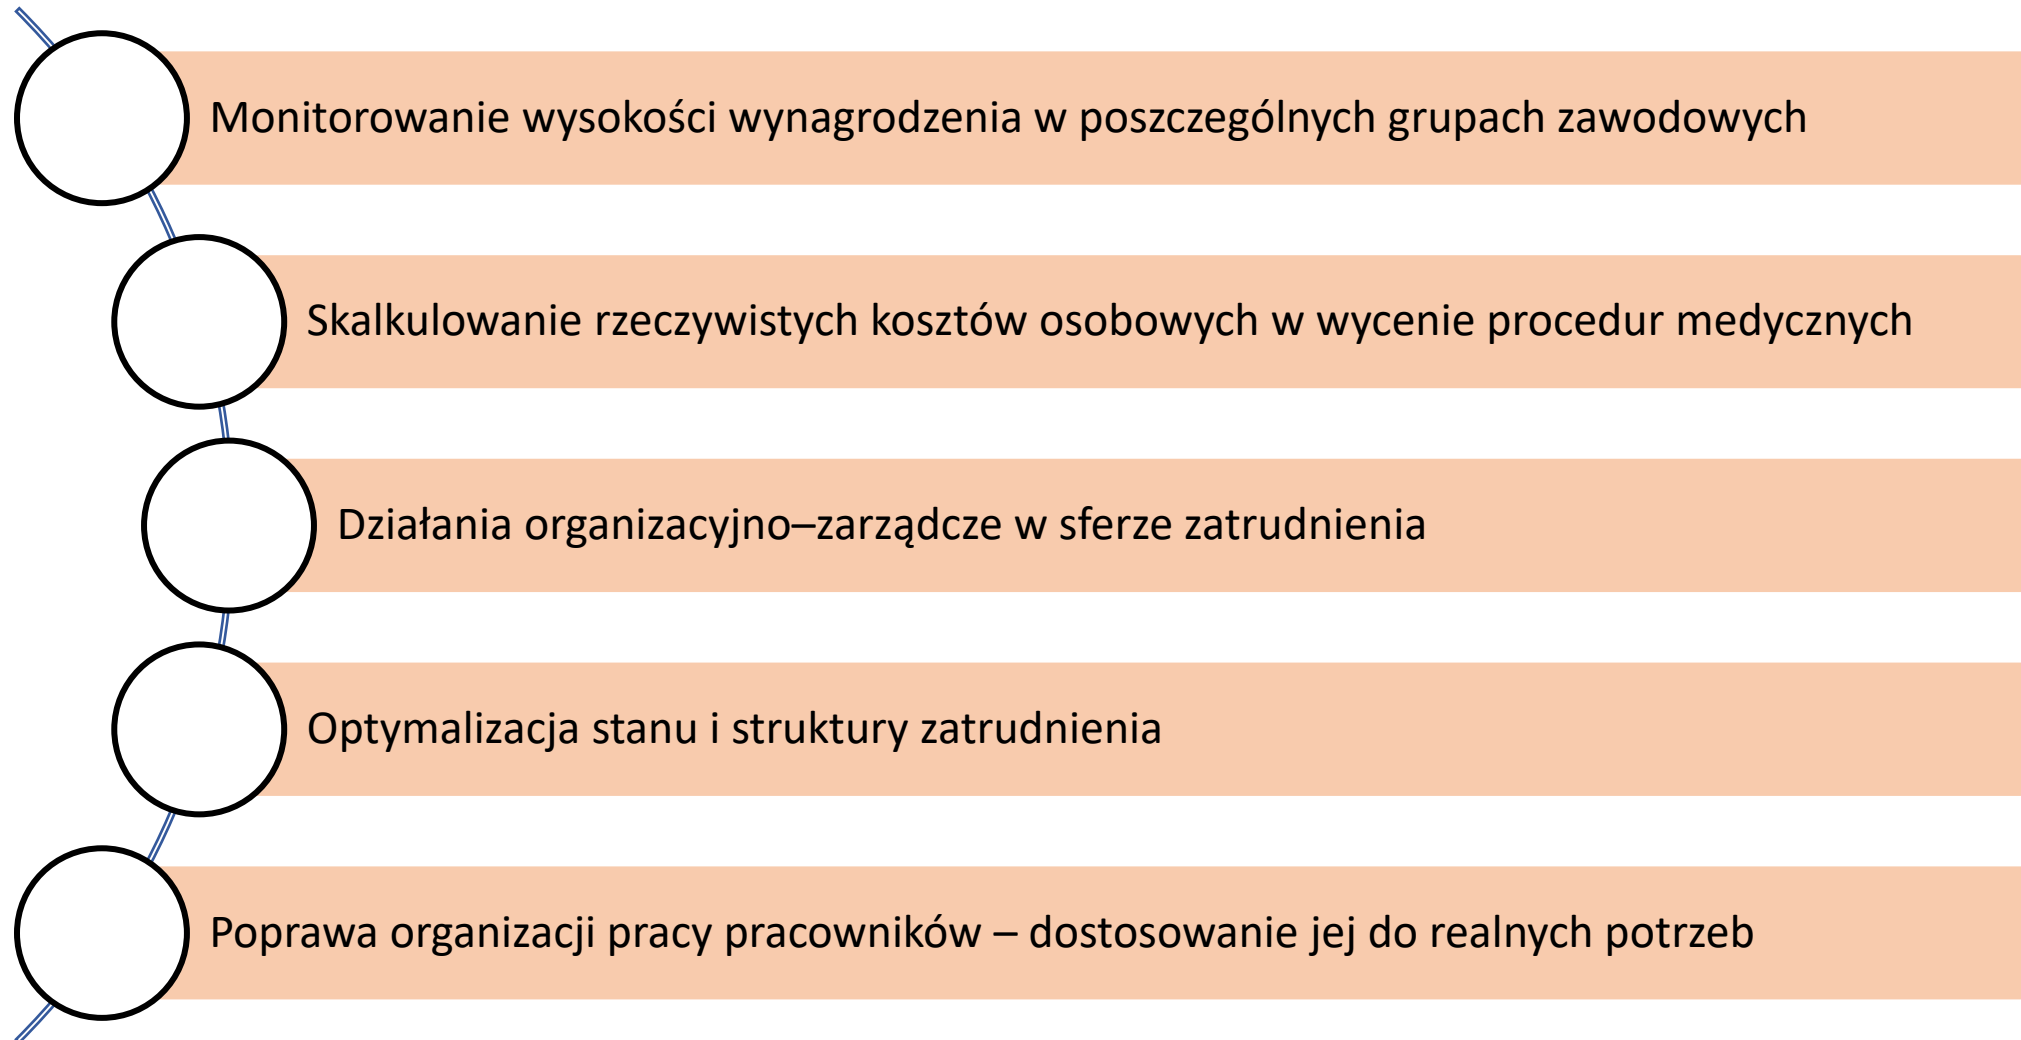 Monitorowanie wysokości wynagrodzenia w poszczególnych grupach zawodowych
Skalkulowanie rzeczywistych kosztów osobowych w wycenie procedur medycznych
Działania organizacyjno–zarządcze w sferze zatrudnienia
Optymalizacja stanu i struktury zatrudnienia
Poprawa organizacji pracy pracowników – dostosowanie jej do realnych potrzeb